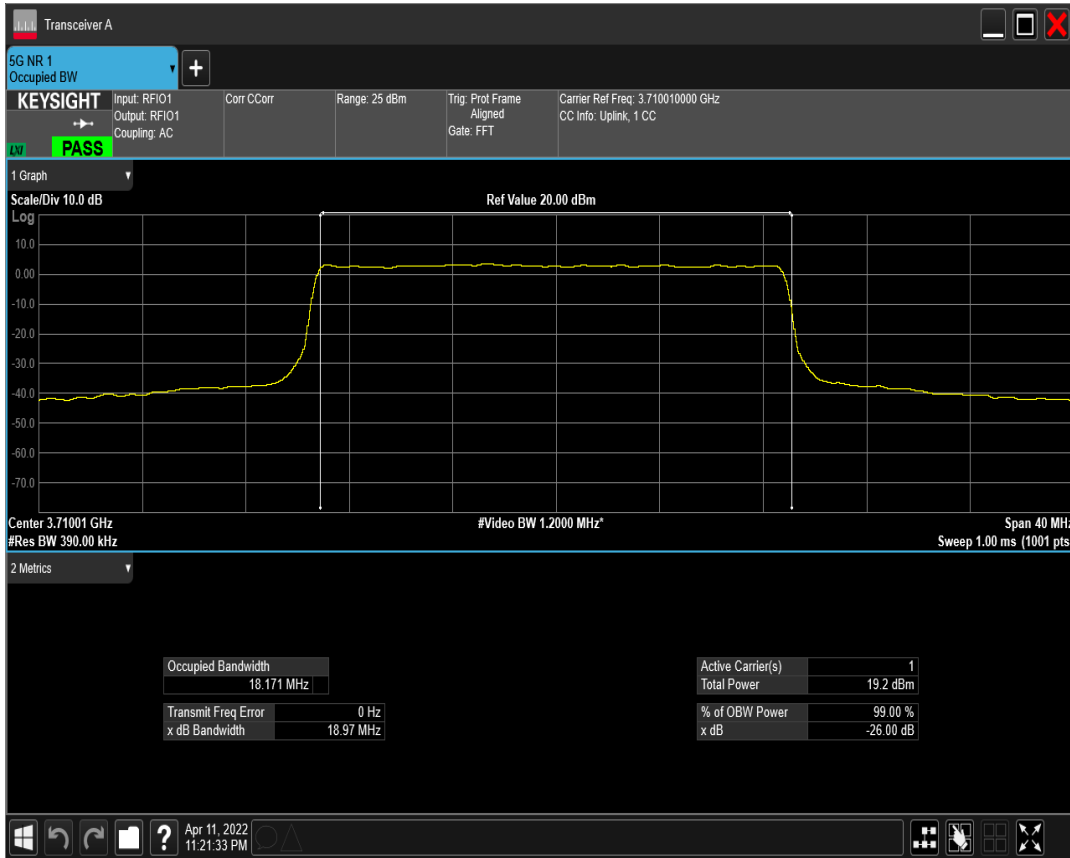 Transceiver A
5G NR 1
Occupied BW
KEYSIGHT
Input: RFIO1
Output: RFIO1
Coupling: AC
Corr CCorr
Range: 25 dBm
Trig: Prot Frame
Aligned
Gate: FFT
Carrier Ref Freq: 3.710010000 GHz
CC Info: Uplink, 1 CC
LXI
PASS
1 Graph
Scale/Div 10.0 dB
Ref Value 20.00 dBm
Log
10.0
0.00
-10.0
-20.0
-30.0
-40.0
-50.0
-60.0
-70.0
Center 3.71001 GHz
#Video BW 1.2000 MHz*
Span 40 MHz
#Res BW 390.00 kHz
Sweep 1.00 ms (1001 pts
2 Metrics
Occupied Bandwidth
18.171 MHz
Transmit Freq Error 0 Hz
x dB Bandwidth 18.97 MHz
Active Carrier(s) 1
Total Power 19.2 dBm
% of OBW Power 99.00 %
x dB -26.00 dB
Apr 11, 2022
11:21:33 PM